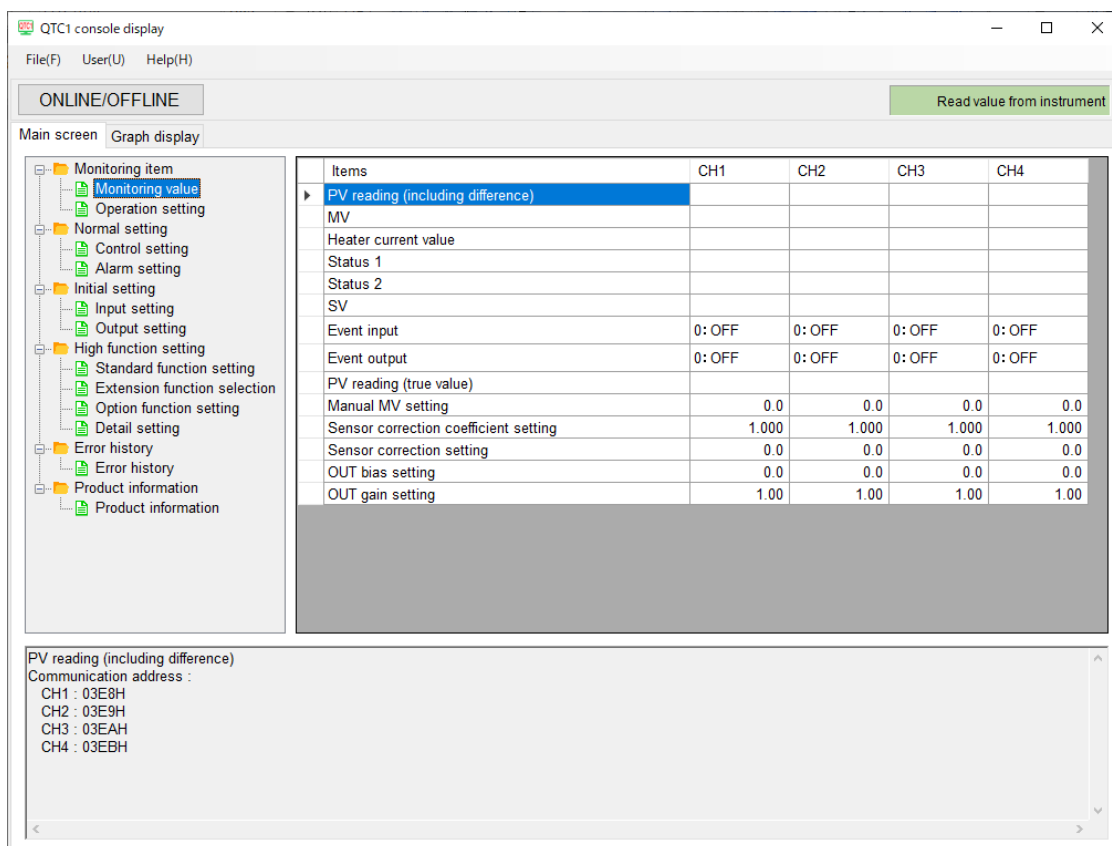 QTC1 console display
File(F) User(U) Help(H)
ONLINE/OFFLINE
Read value from instrument
Main screen Graph display
Monitoring item
Monitoring value
Operation setting
Normal setting
Control setting
Alarm setting
Initial setting
Input setting
Output setting
High function setting
Standard function setting
Extension function selection
Option function setting
Detail setting
Error history
Error history
Product information
Product information
Items CH1 CH2 CH3 CH4
PV reading (including difference)
MV
Heater current value
Status 1
Status 2
SV
Event input 0: OFF 0: OFF 0: OFF 0: OFF
Event output 0: OFF 0: OFF 0: OFF 0: OFF
PV reading (true value)
Manual MV setting 0.0 0.0 0.0 0.0
Sensor correction coefficient setting 1.000 1.000 1.000 1.000
Sensor correction setting 0.0 0.0 0.0 0.0
OUT bias setting 0.0 0.0 0.0 0.0
OUT gain setting 1.00 1.00 1.00 1.00
PV reading (including difference)
Communication address :
CH1 : 03E8H
CH2 : 03E9H
CH3 : 03EAH
CH4 : 03EBH